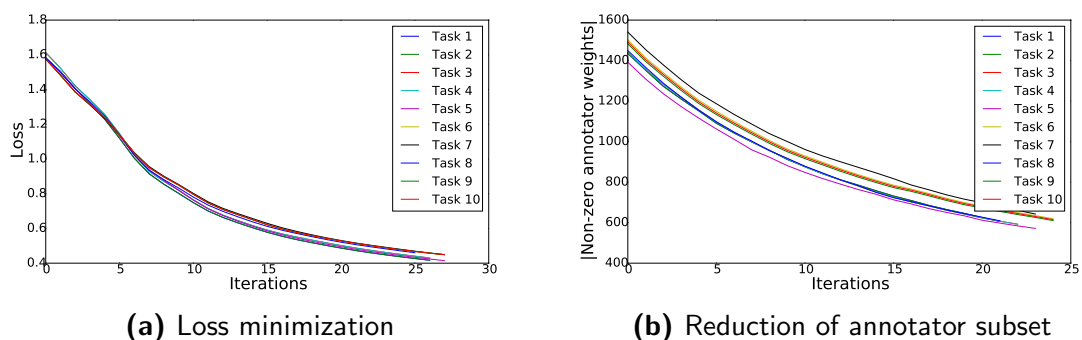 1.8
1.6
1.4
1.2
1.0
0.8
0.6
0.4
Loss
0 5 10 15 20 25 30
Iterations
Task 1
Task 2
Task 3
Task 4
Task 5
Task 6
Task 7
Task 8
Task 9
Task 10
(a) Loss minimization
1600
1400
1200
1000
800
600
400
|Non-zero annotator weights|
0 5 10 15 20 25
Iterations
Task 1
Task 2
Task 3
Task 4
Task 5
Task 6
Task 7
Task 8
Task 9
Task 10
(b) Reduction of annotator subset